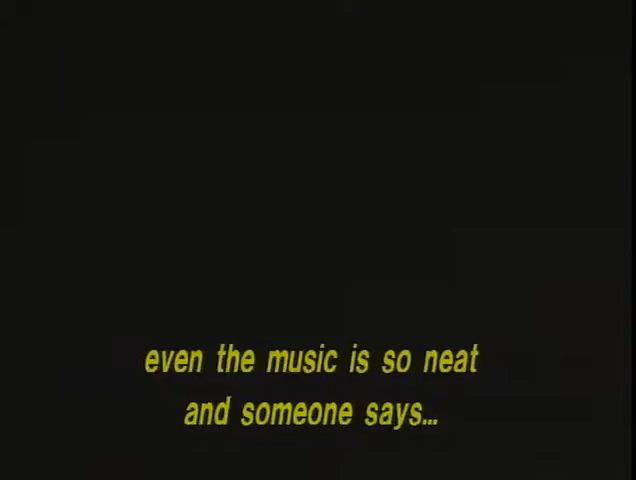 even the music is so neat
and someone says...